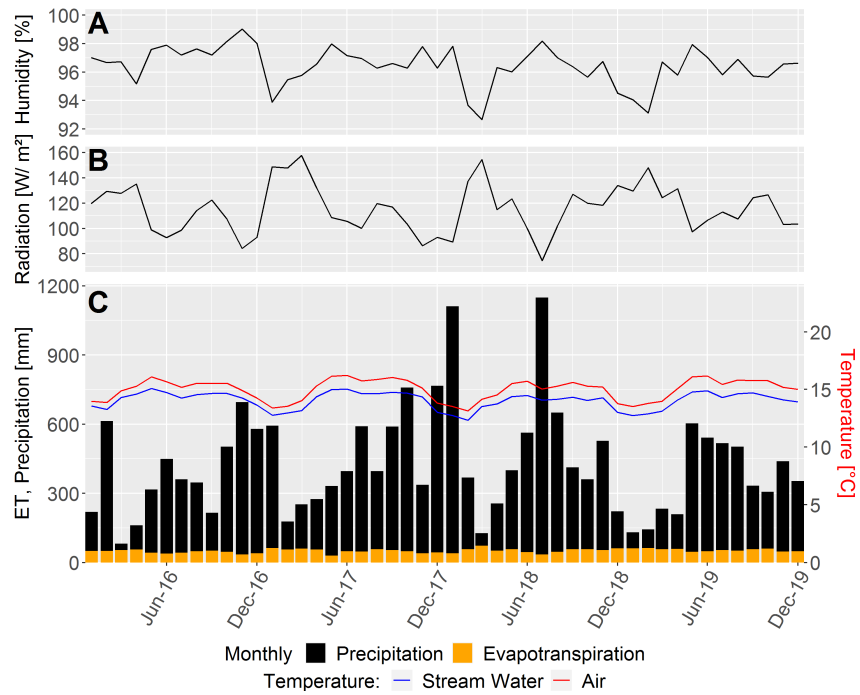 A
Humidity [%]
100
98
96
94
92
B
Radiation [W/ m²]
160
140
120
100
80
C
ET, Precipitation [mm]
1200
900
600
300
0
Temperature [°C]
20
15
10
5
0
Jun-16 Dec-16 Jun-17 Dec-17 Jun-18 Dec-18 Jun-19 Dec-19
Monthly Precipitation Evapotranspiration
Temperature: Stream Water Air